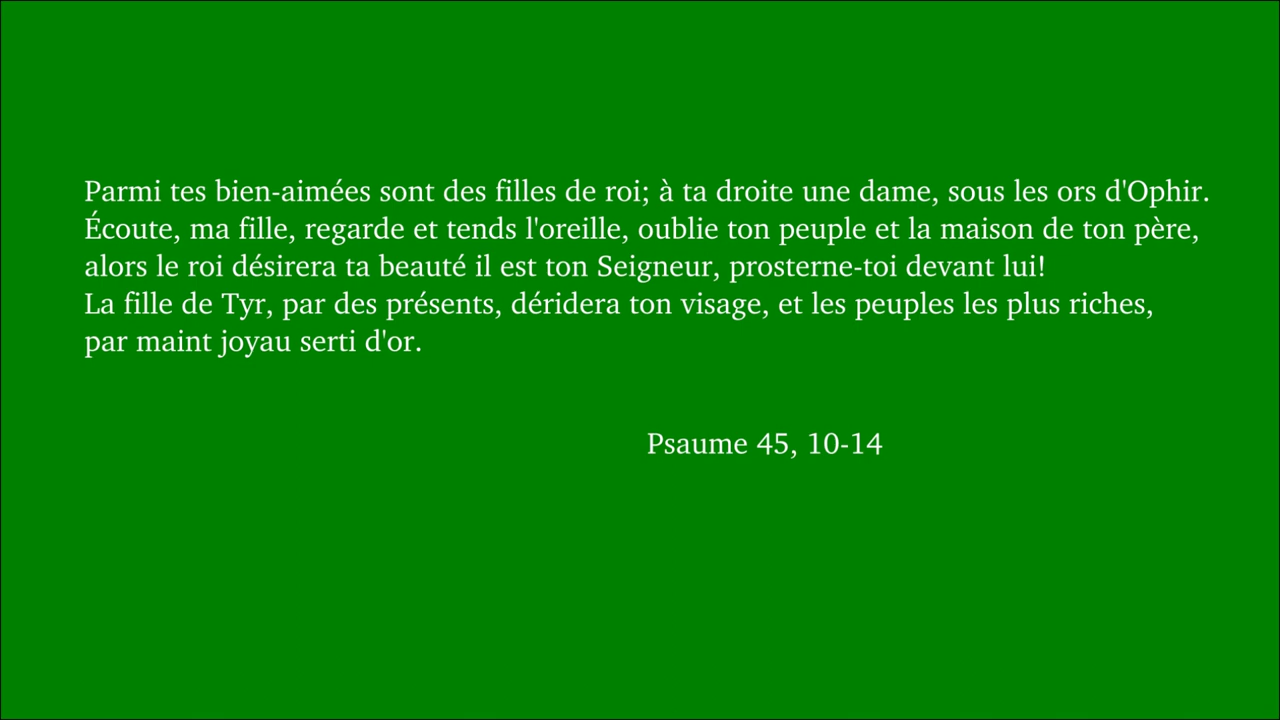 Parmi tes bien-aimées sont des filles de roi; à ta droite une dame, sous les ors d'Ophir.
Écoute, ma fille, regarde et tends l'oreille, oublie ton peuple et la maison de ton père,
alors le roi désirera ta beauté il est ton Seigneur, prosterne-toi devant lui!
La fille de Tyr, par des présents, déridera ton visage, et les peuples les plus riches,
par maint joyau serti d'or.
Psaume 45, 10-14